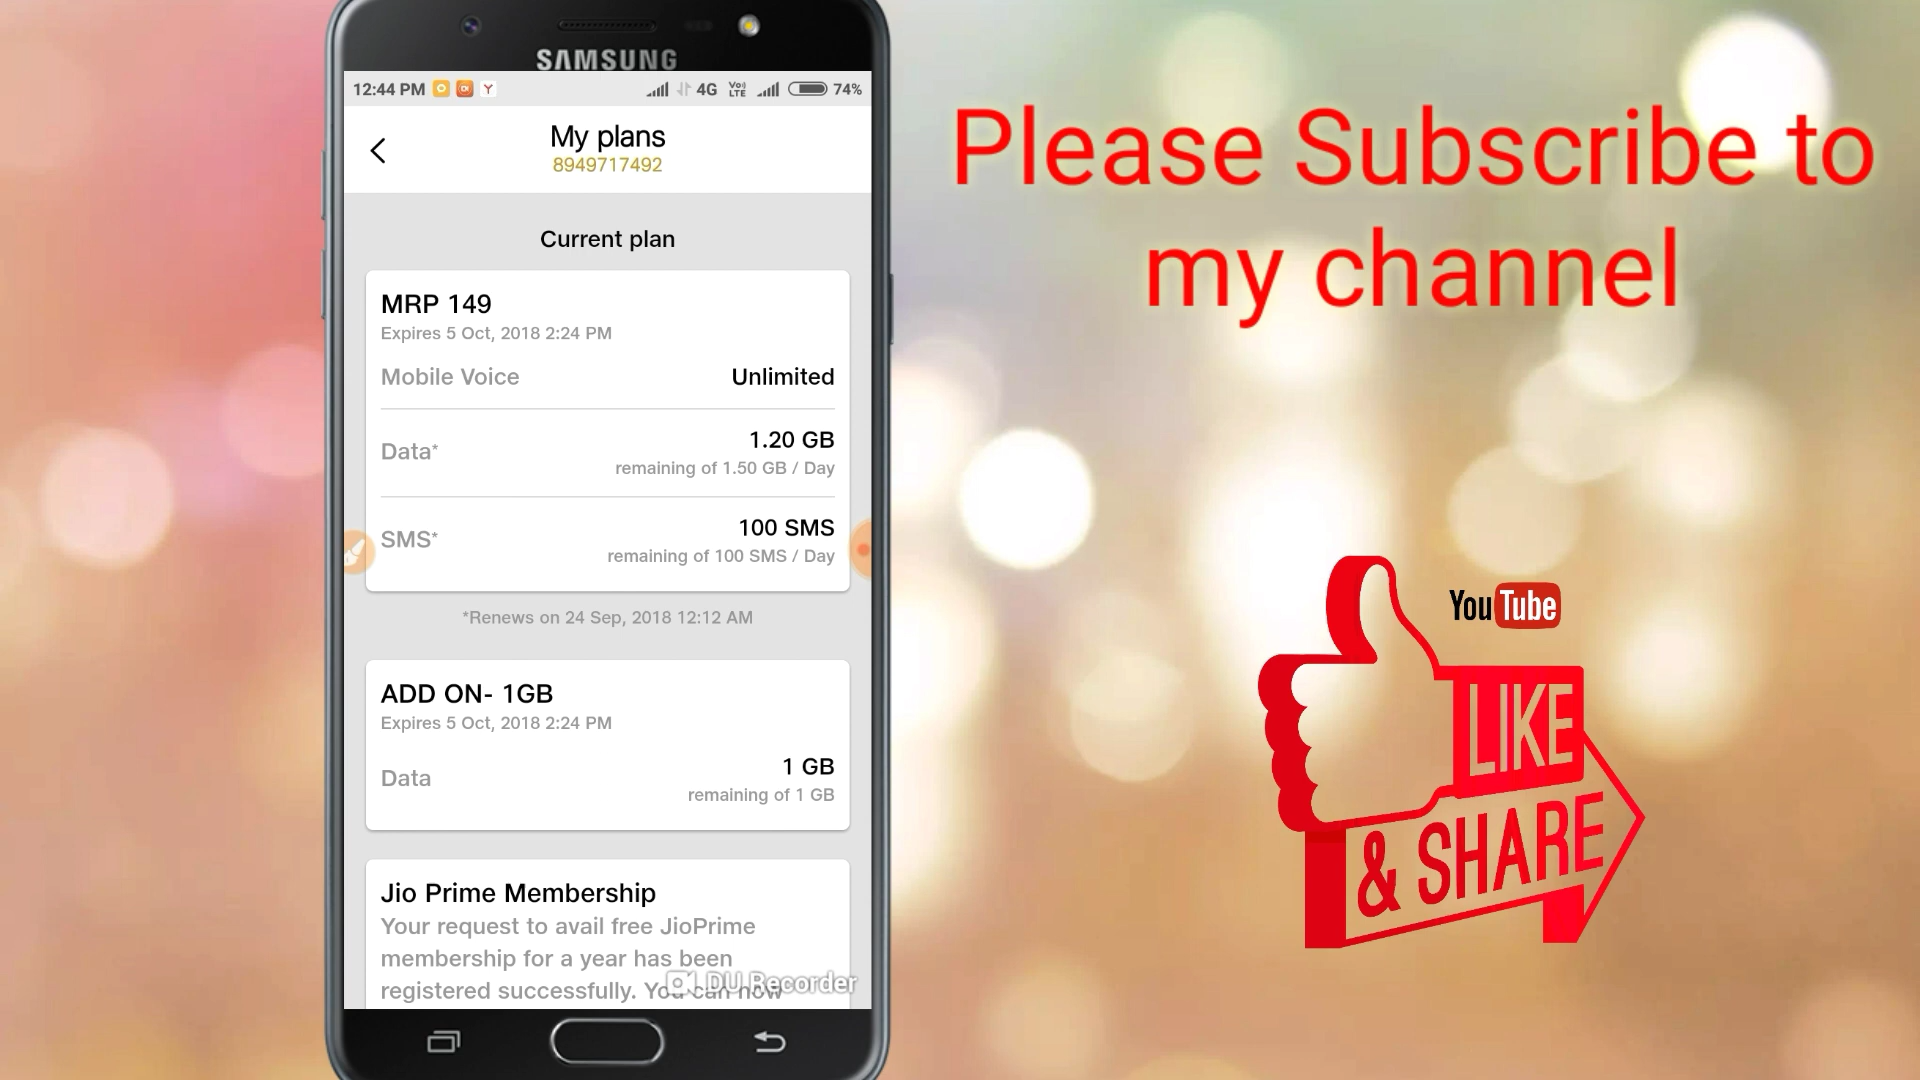 SAMSUNG
12:44 PM 4G VoLTE 74%
My plans
8949717492
Current plan
MRP 149
Expires 5 Oct, 2018 2:24 PM
Mobile Voice Unlimited
Data* 1.20 GB
remaining of 1.50 GB / Day
SMS* 100 SMS
remaining of 100 SMS / Day
*Renews on 24 Sep, 2018 12:12 AM
ADD ON- 1GB
Expires 5 Oct, 2018 2:24 PM
Data 1 GB
remaining of 1 GB
Jio Prime Membership
Your request to avail free JioPrime
membership for a year has been
registered successfully. You can now
DU Recorder
Please Subscribe to
my channel
YouTube
LIKE
& SHARE